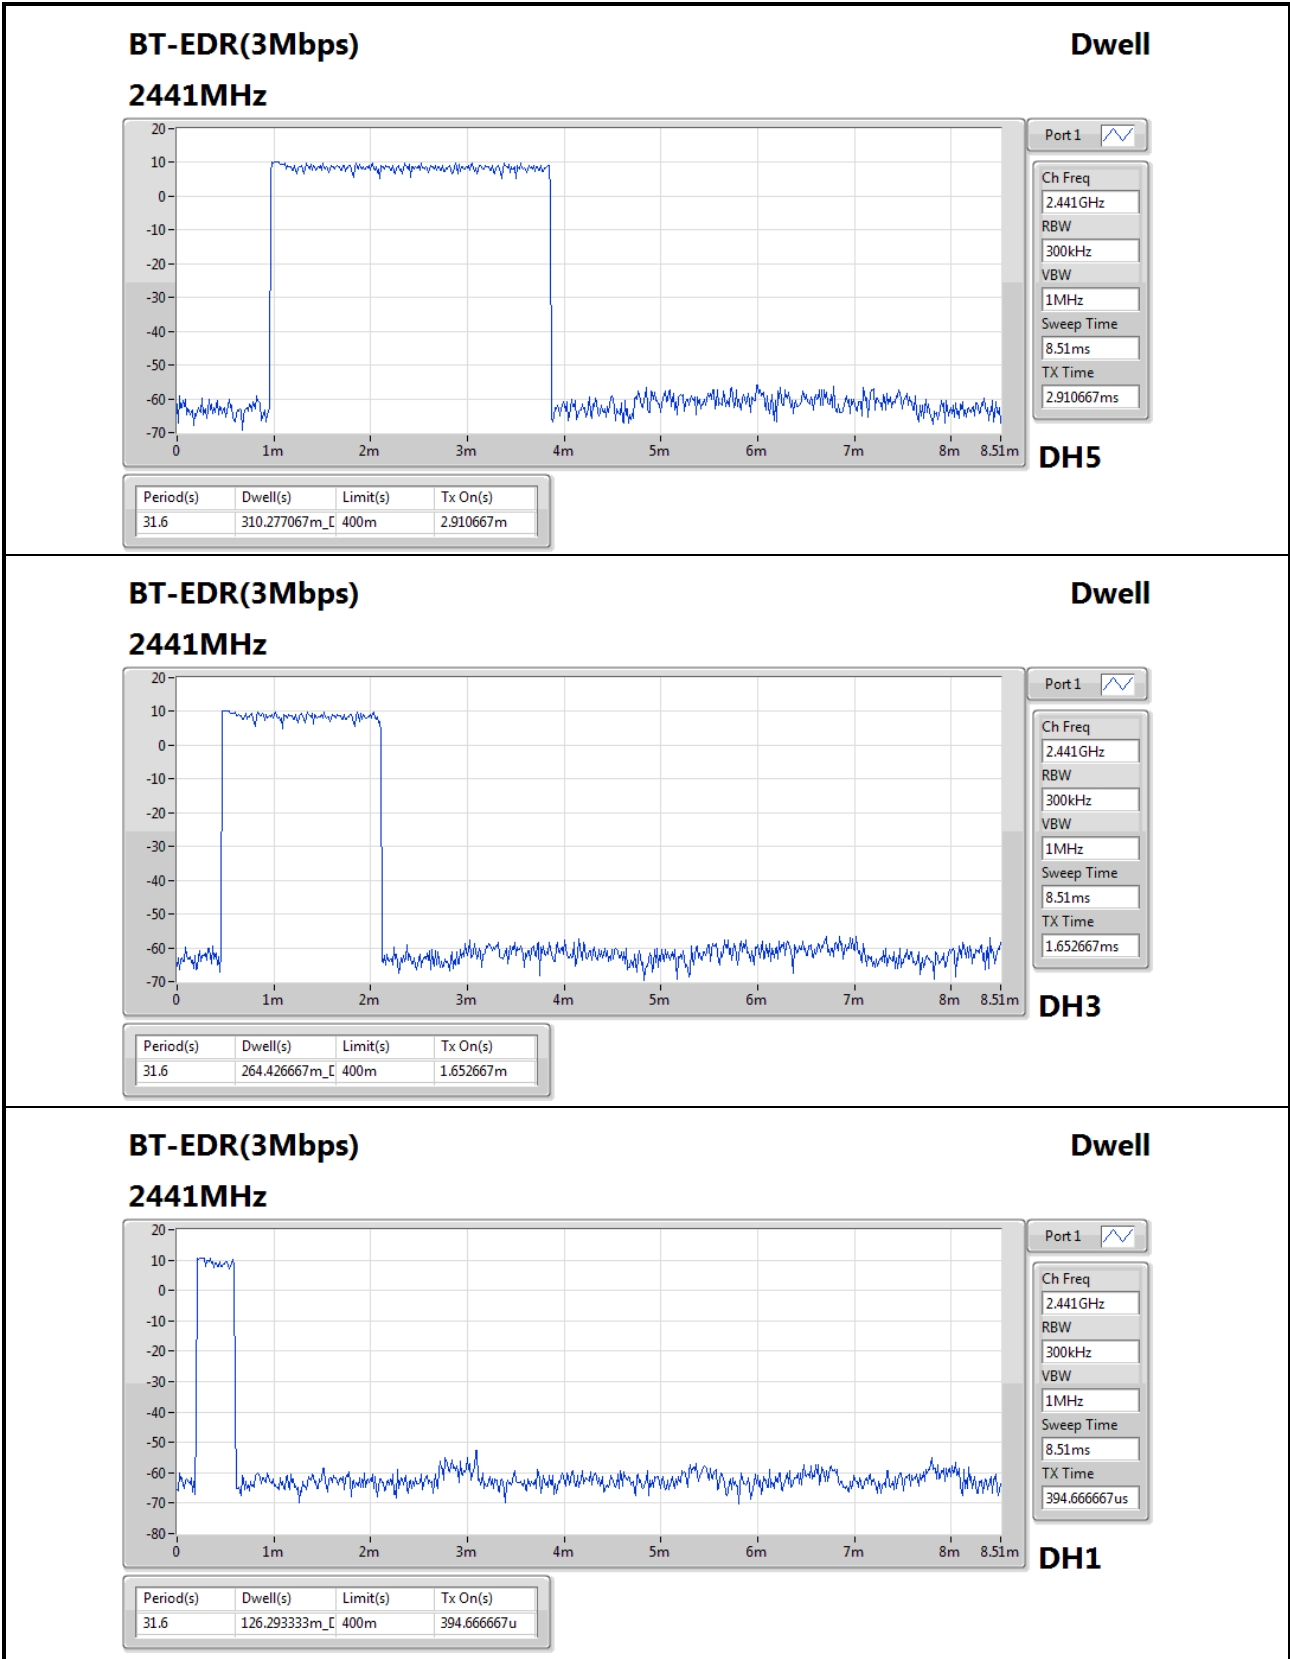 BT-EDR(3Mbps) Dwell
2441MHz
20
10
0
-10
-20
-30
-40
-50
-60
-70
0 1m 2m 3m 4m 5m 6m 7m 8m 8.51m
Port 1
Ch Freq
2.441GHz
RBW
300kHz
VBW
1MHz
Sweep Time
8.51ms
TX Time
2.910667ms
DH5
Period(s) Dwell(s) Limit(s) Tx On(s)
31.6 310.277067m_D 400m 2.910667m
BT-EDR(3Mbps) Dwell
2441MHz
20
10
0
-10
-20
-30
-40
-50
-60
-70
0 1m 2m 3m 4m 5m 6m 7m 8m 8.51m
Port 1
Ch Freq
2.441GHz
RBW
300kHz
VBW
1MHz
Sweep Time
8.51ms
TX Time
1.652667ms
DH3
Period(s) Dwell(s) Limit(s) Tx On(s)
31.6 264.426667m_D 400m 1.652667m
BT-EDR(3Mbps) Dwell
2441MHz
20
10
0
-10
-20
-30
-40
-50
-60
-70
-80
0 1m 2m 3m 4m 5m 6m 7m 8m 8.51m
Port 1
Ch Freq
2.441GHz
RBW
300kHz
VBW
1MHz
Sweep Time
8.51ms
TX Time
394.666667us
DH1
Period(s) Dwell(s) Limit(s) Tx On(s)
31.6 126.293333m_D 400m 394.666667u